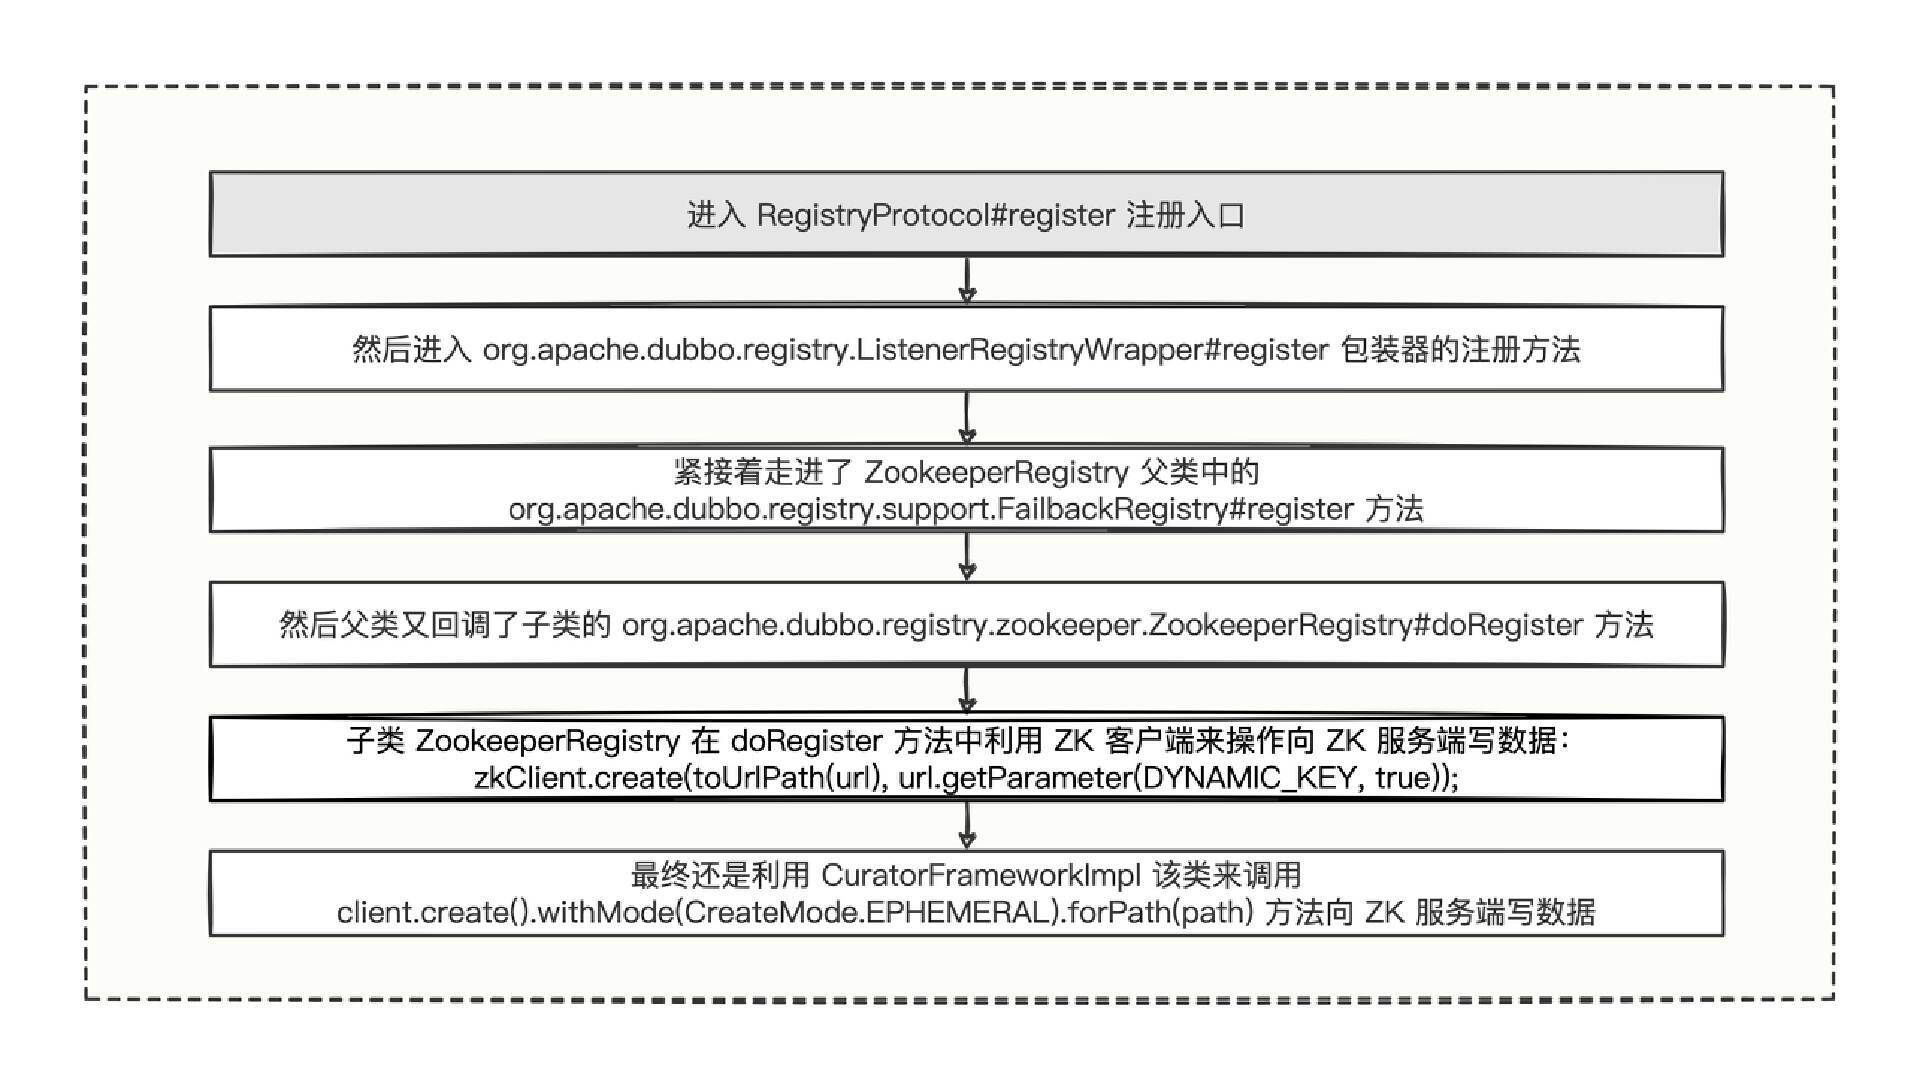 进入 RegistryProtocol#register 注册入口
然后进入 org.apache.dubbo.registry.ListenerRegistryWrapper#register 包装器的注册方法
紧接着走进了 ZookeeperRegistry 父类中的
org.apache.dubbo.registry.support.FailbackRegistry#register 方法
然后父类又回调了子类的 org.apache.dubbo.registry.zookeeper.ZookeeperRegistry#doRegister 方法
子类 ZookeeperRegistry 在 doRegister 方法中利用 ZK 客户端来操作向 ZK 服务端写数据：
zkClient.create(toUrlPath(url), url.getParameter(DYNAMIC_KEY, true));
最终还是利用 CuratorFrameworkImpl 该类来调用
client.create().withMode(CreateMode.EPHEMERAL).forPath(path) 方法向 ZK 服务端写数据